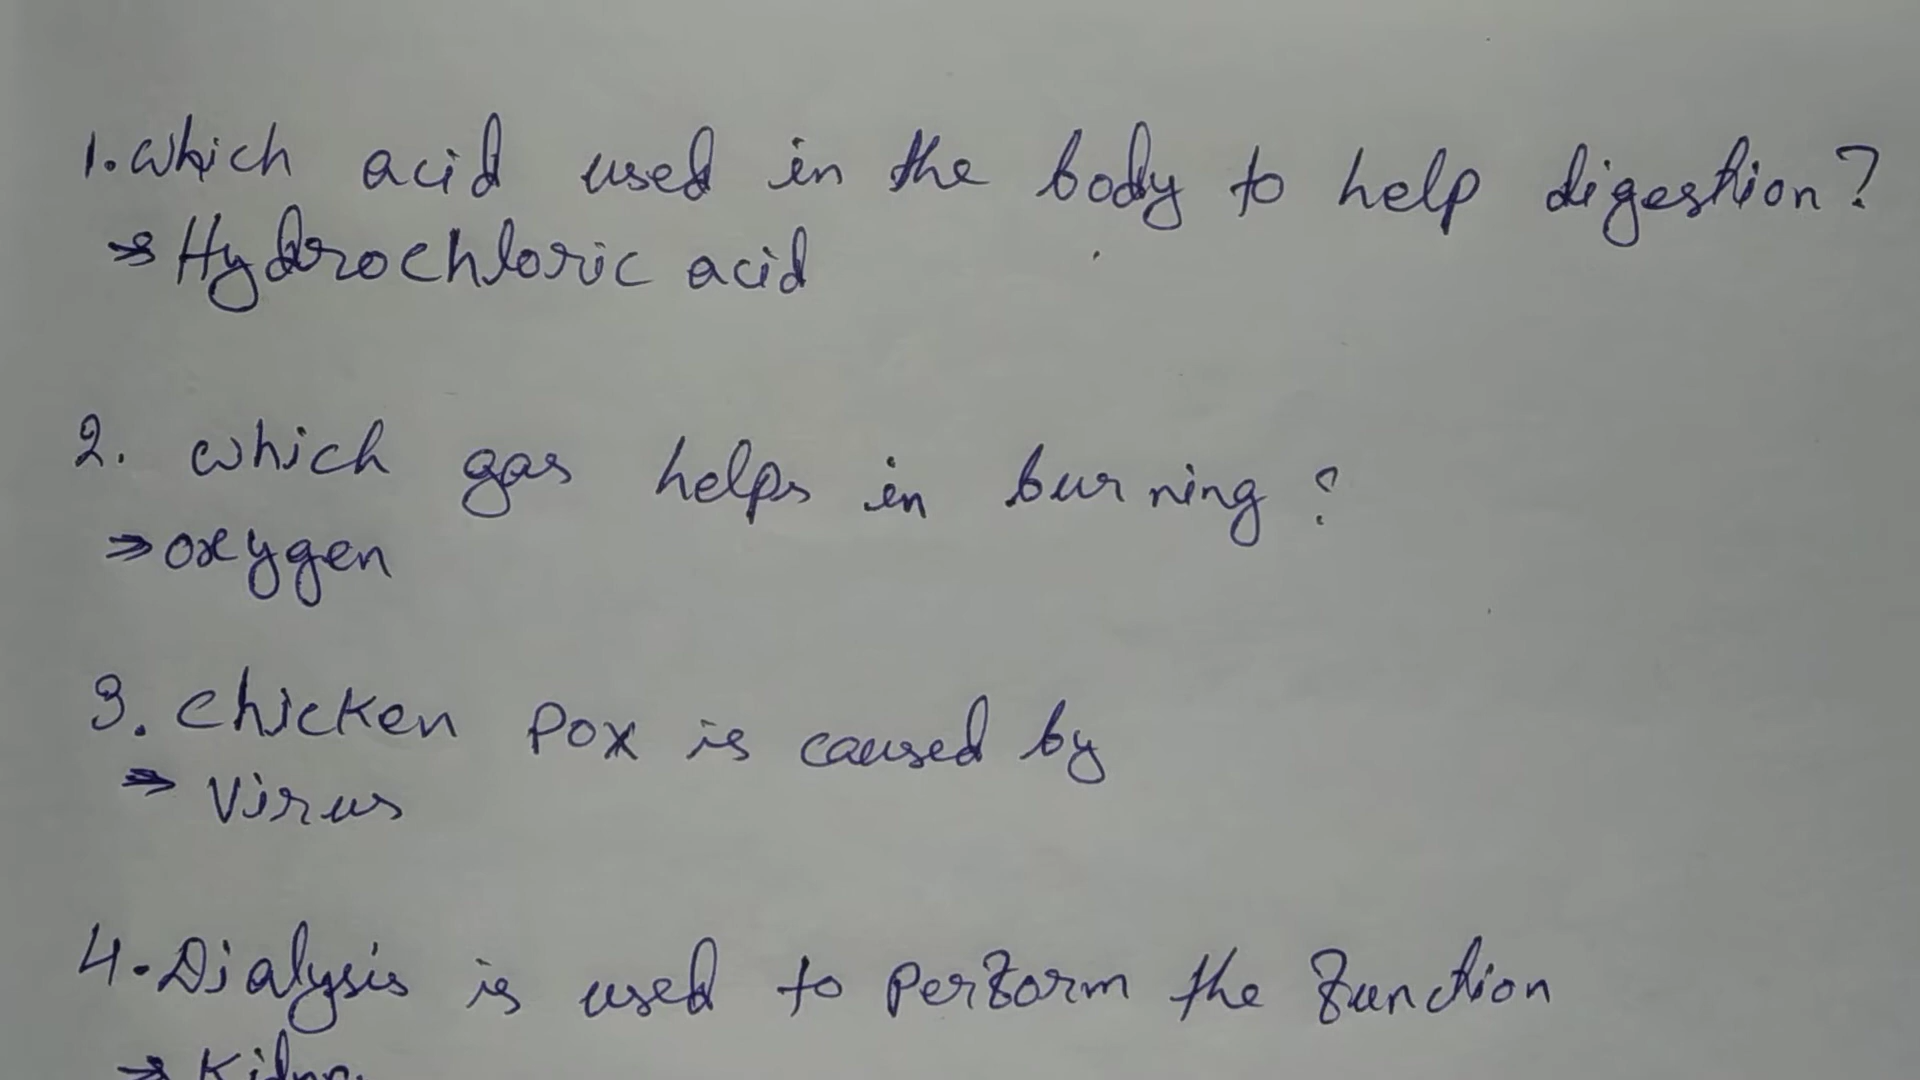 1. which acid used in the body to help digestion?
⇒ Hydrochloric acid
2. which gas helps in burning?
⇒ oxygen
3. chicken Pox is caused by
⇒ Virus
4. Dialysis is used to Perform the function